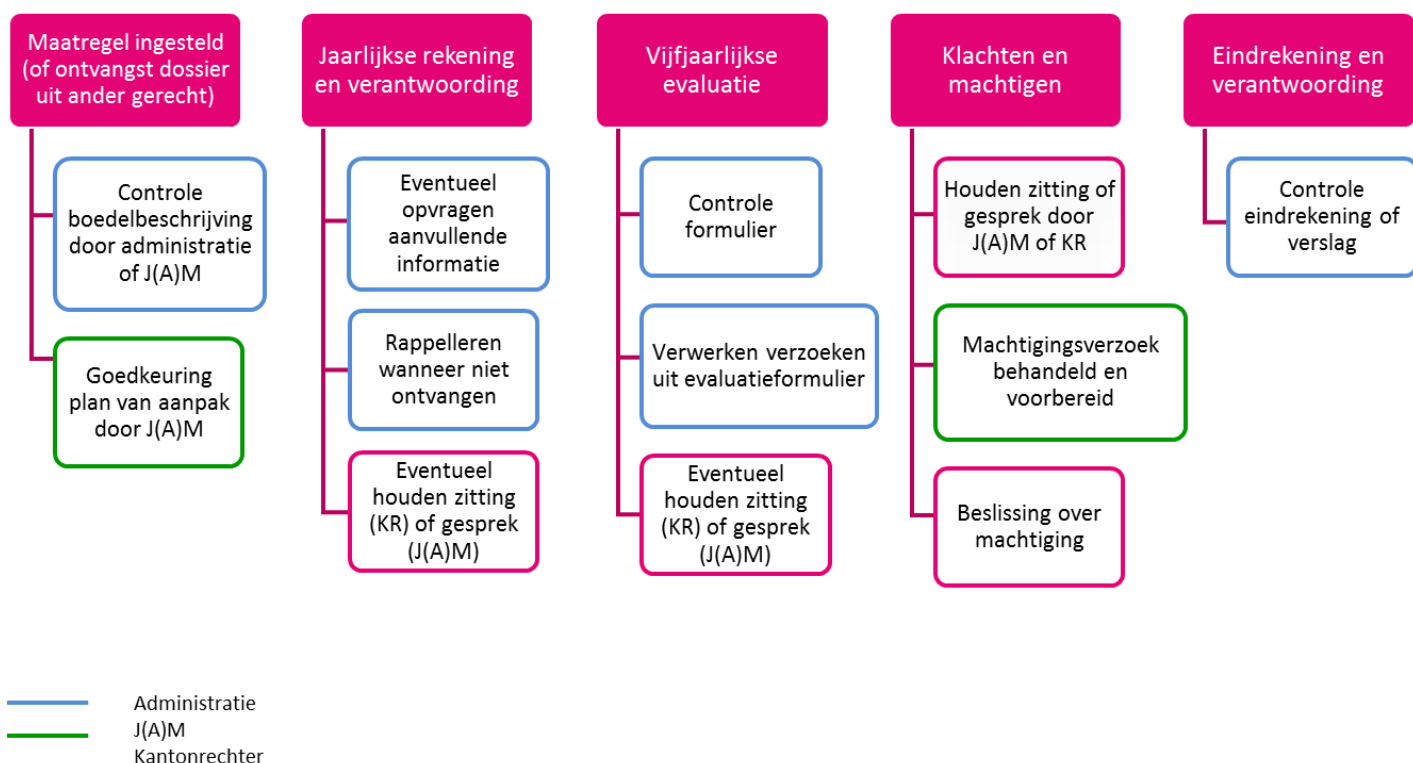 Maatregel ingesteld
(of ontvangst dossier
uit ander gerecht)
Controle
boedelbeschrijving
door administratie
of J(A)M
Goedkeuring
plan van aanpak
door J(A)M
Jaarlijkse rekening
en verantwoording
Eventueel
opvragen
aanvullende
informatie
Rappelleren
wanneer niet
ontvangen
Eventueel
houden zitting
(KR) of gesprek
(J(A)M)
Vijfjaarlijkse
evaluatie
Controle
formulier
Verwerken verzoeken
uit evaluatieformulier
Eventueel
houden zitting
(KR) of gesprek
(J(A)M)
Klachten en
machtigen
Houden zitting of
gesprek door
J(A)M of KR
Machtigingsverzoek
behandeld en
voorbereid
Beslissing over
machtiging
Eindrekening en
verantwoording
Controle
eindrekening of
verslag
Administratie
J(A)M
Kantonrechter